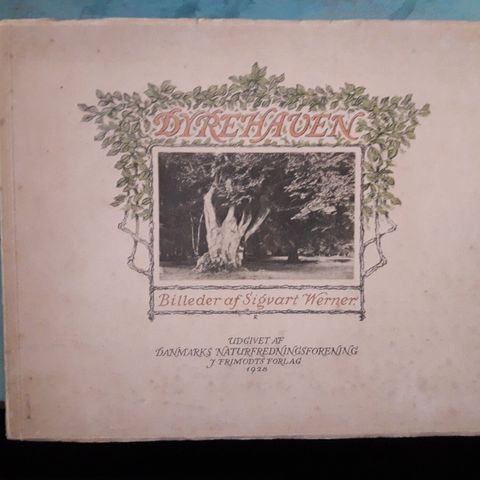 DYREHAVEN
Billeder af Sigvart Werner.
UDGIVET AF
DANMARKS NATURFREDNINGSFORENING
J FRIMODTS FORLAG
1928